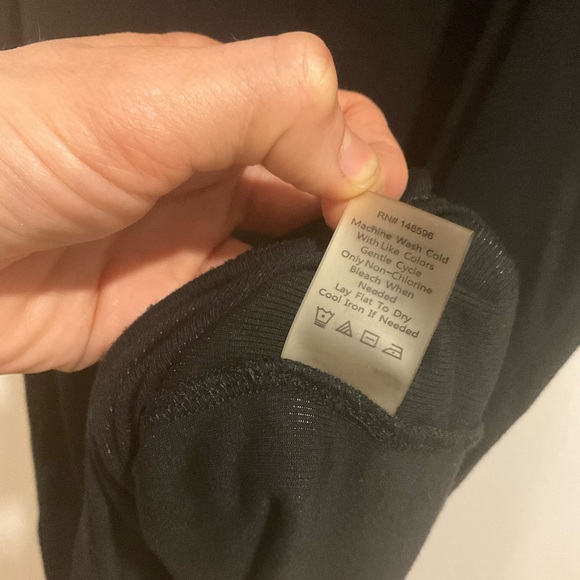 RN# 148596
Machine Wash Cold
With Like Colors
Gentle Cycle
Only Non-Chlorine
Bleach When
Needed
Lay Flat To Dry
Cool Iron If Needed